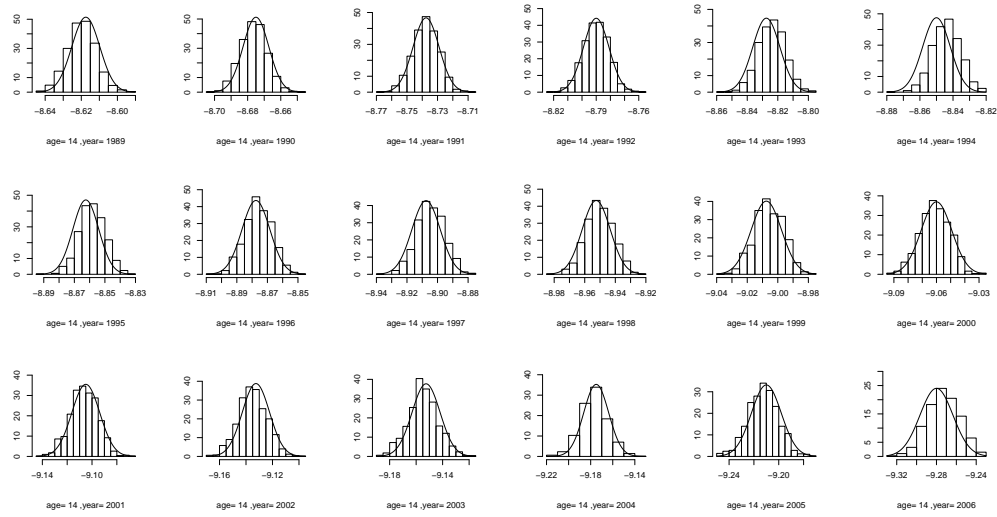 50
30
10
0
−8.64 −8.62 −8.60
age= 14 ,year= 1989
50
30
10
0
−8.70 −8.68 −8.66
age= 14 ,year= 1990
50
30
10
0
−8.77 −8.75 −8.73 −8.71
age= 14 ,year= 1991
50
30
10
0
−8.82 −8.79 −8.76
age= 14 ,year= 1992
50
30
10
0
−8.86 −8.84 −8.82 −8.80
age= 14 ,year= 1993
50
30
10
0
−8.88 −8.86 −8.84 −8.82
age= 14 ,year= 1994
50
30
10
0
−8.89 −8.87 −8.85 −8.83
age= 14 ,year= 1995
50
30
10
0
−8.91 −8.89 −8.87 −8.85
age= 14 ,year= 1996
40
20
0
−8.94 −8.92 −8.90 −8.88
age= 14 ,year= 1997
50
30
10
0
−8.98 −8.96 −8.94 −8.92
age= 14 ,year= 1998
40
20
0
−9.04 −9.02 −9.00 −8.98
age= 14 ,year= 1999
40
20
0
−9.09 −9.06 −9.03
age= 14 ,year= 2000
40
30
20
10
0
−9.14 −9.10
age= 14 ,year= 2001
40
30
20
10
0
−9.16 −9.12
age= 14 ,year= 2002
40
30
20
10
0
−9.18 −9.14
age= 14 ,year= 2003
40
30
20
10
0
−9.22 −9.18 −9.14
age= 14 ,year= 2004
30
20
10
0
−9.24 −9.20
age= 14 ,year= 2005
30
15
5
0
−9.32 −9.28 −9.24
age= 14 ,year= 2006